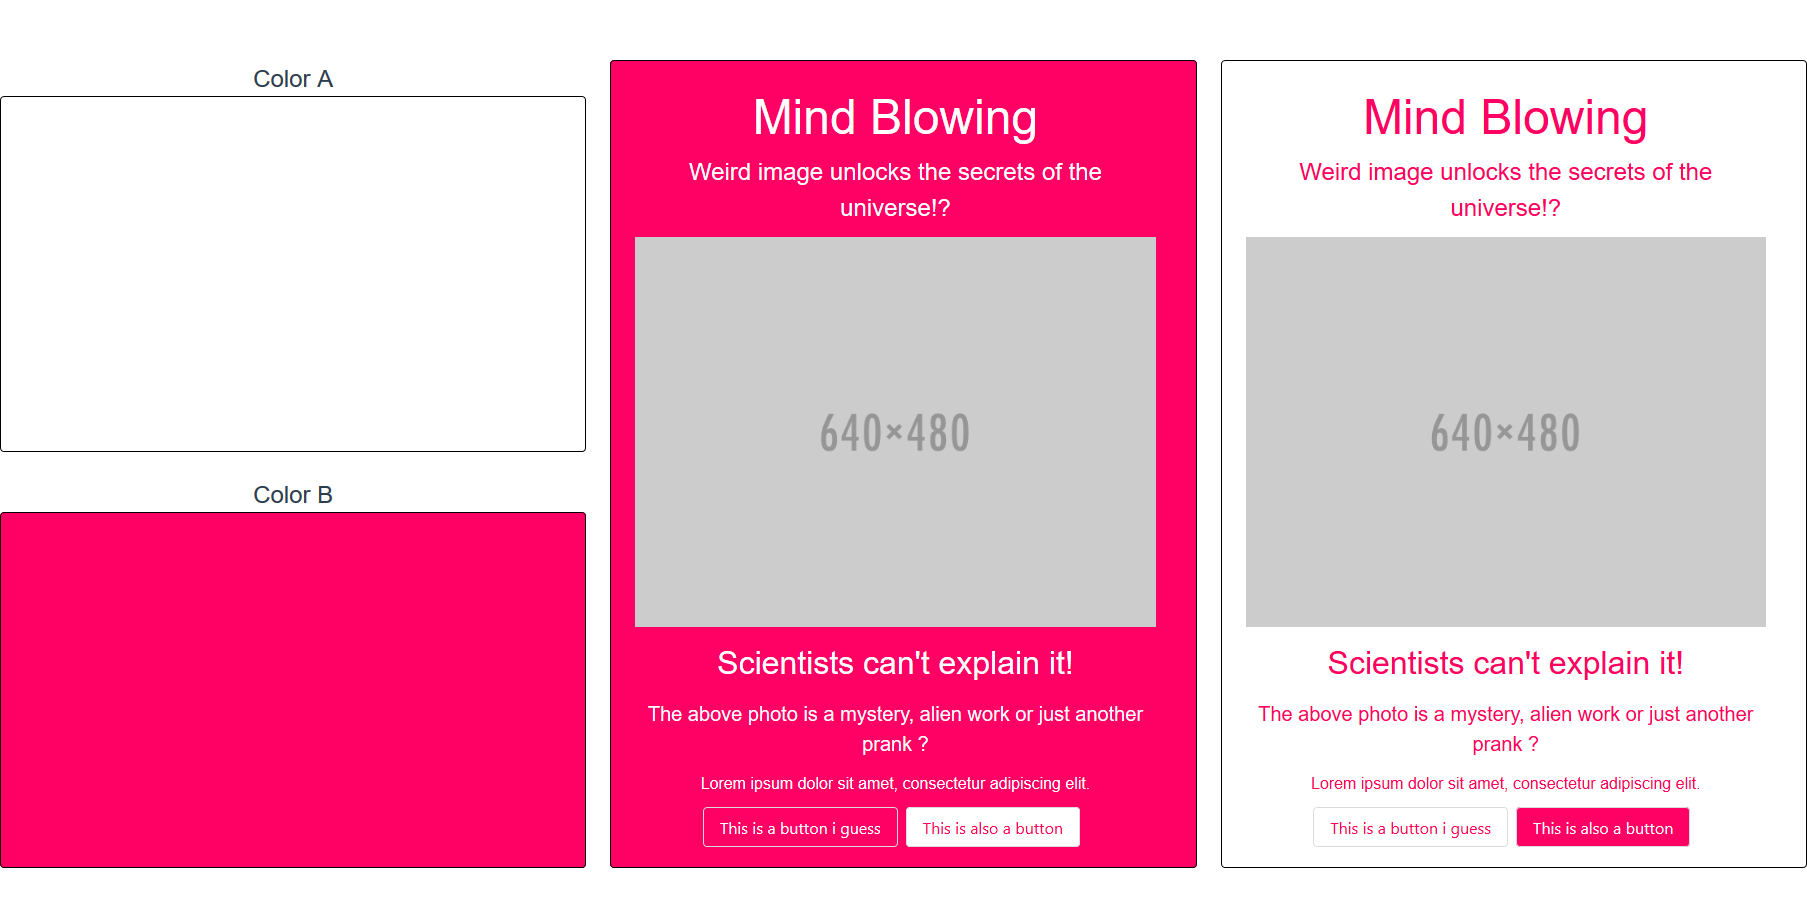 Color A
Color B
Mind Blowing
Weird image unlocks the secrets of the
universe!?
640×480
Scientists can't explain it!
The above photo is a mystery, alien work or just another
prank ?
Lorem ipsum dolor sit amet, consectetur adipiscing elit.
This is a button i guess
This is also a button
Mind Blowing
Weird image unlocks the secrets of the
universe!?
640×480
Scientists can't explain it!
The above photo is a mystery, alien work or just another
prank ?
Lorem ipsum dolor sit amet, consectetur adipiscing elit.
This is a button i guess
This is also a button